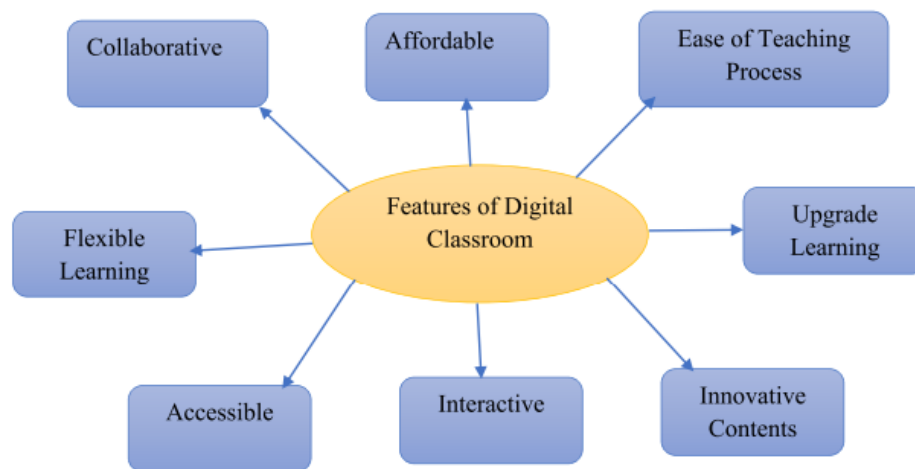 Collaborative
Affordable
Ease of Teaching
Process
Features of Digital
Classroom
Flexible
Learning
Upgrade
Learning
Accessible
Interactive
Innovative
Contents